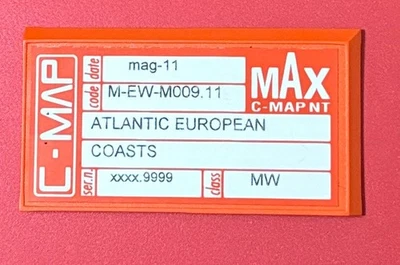 C-MAP
date mag-11
code M-EW-M009.11
MAX
C-MAP NT
ATLANTIC EUROPEAN
COASTS
ser.n. xxxx.9999
class MW